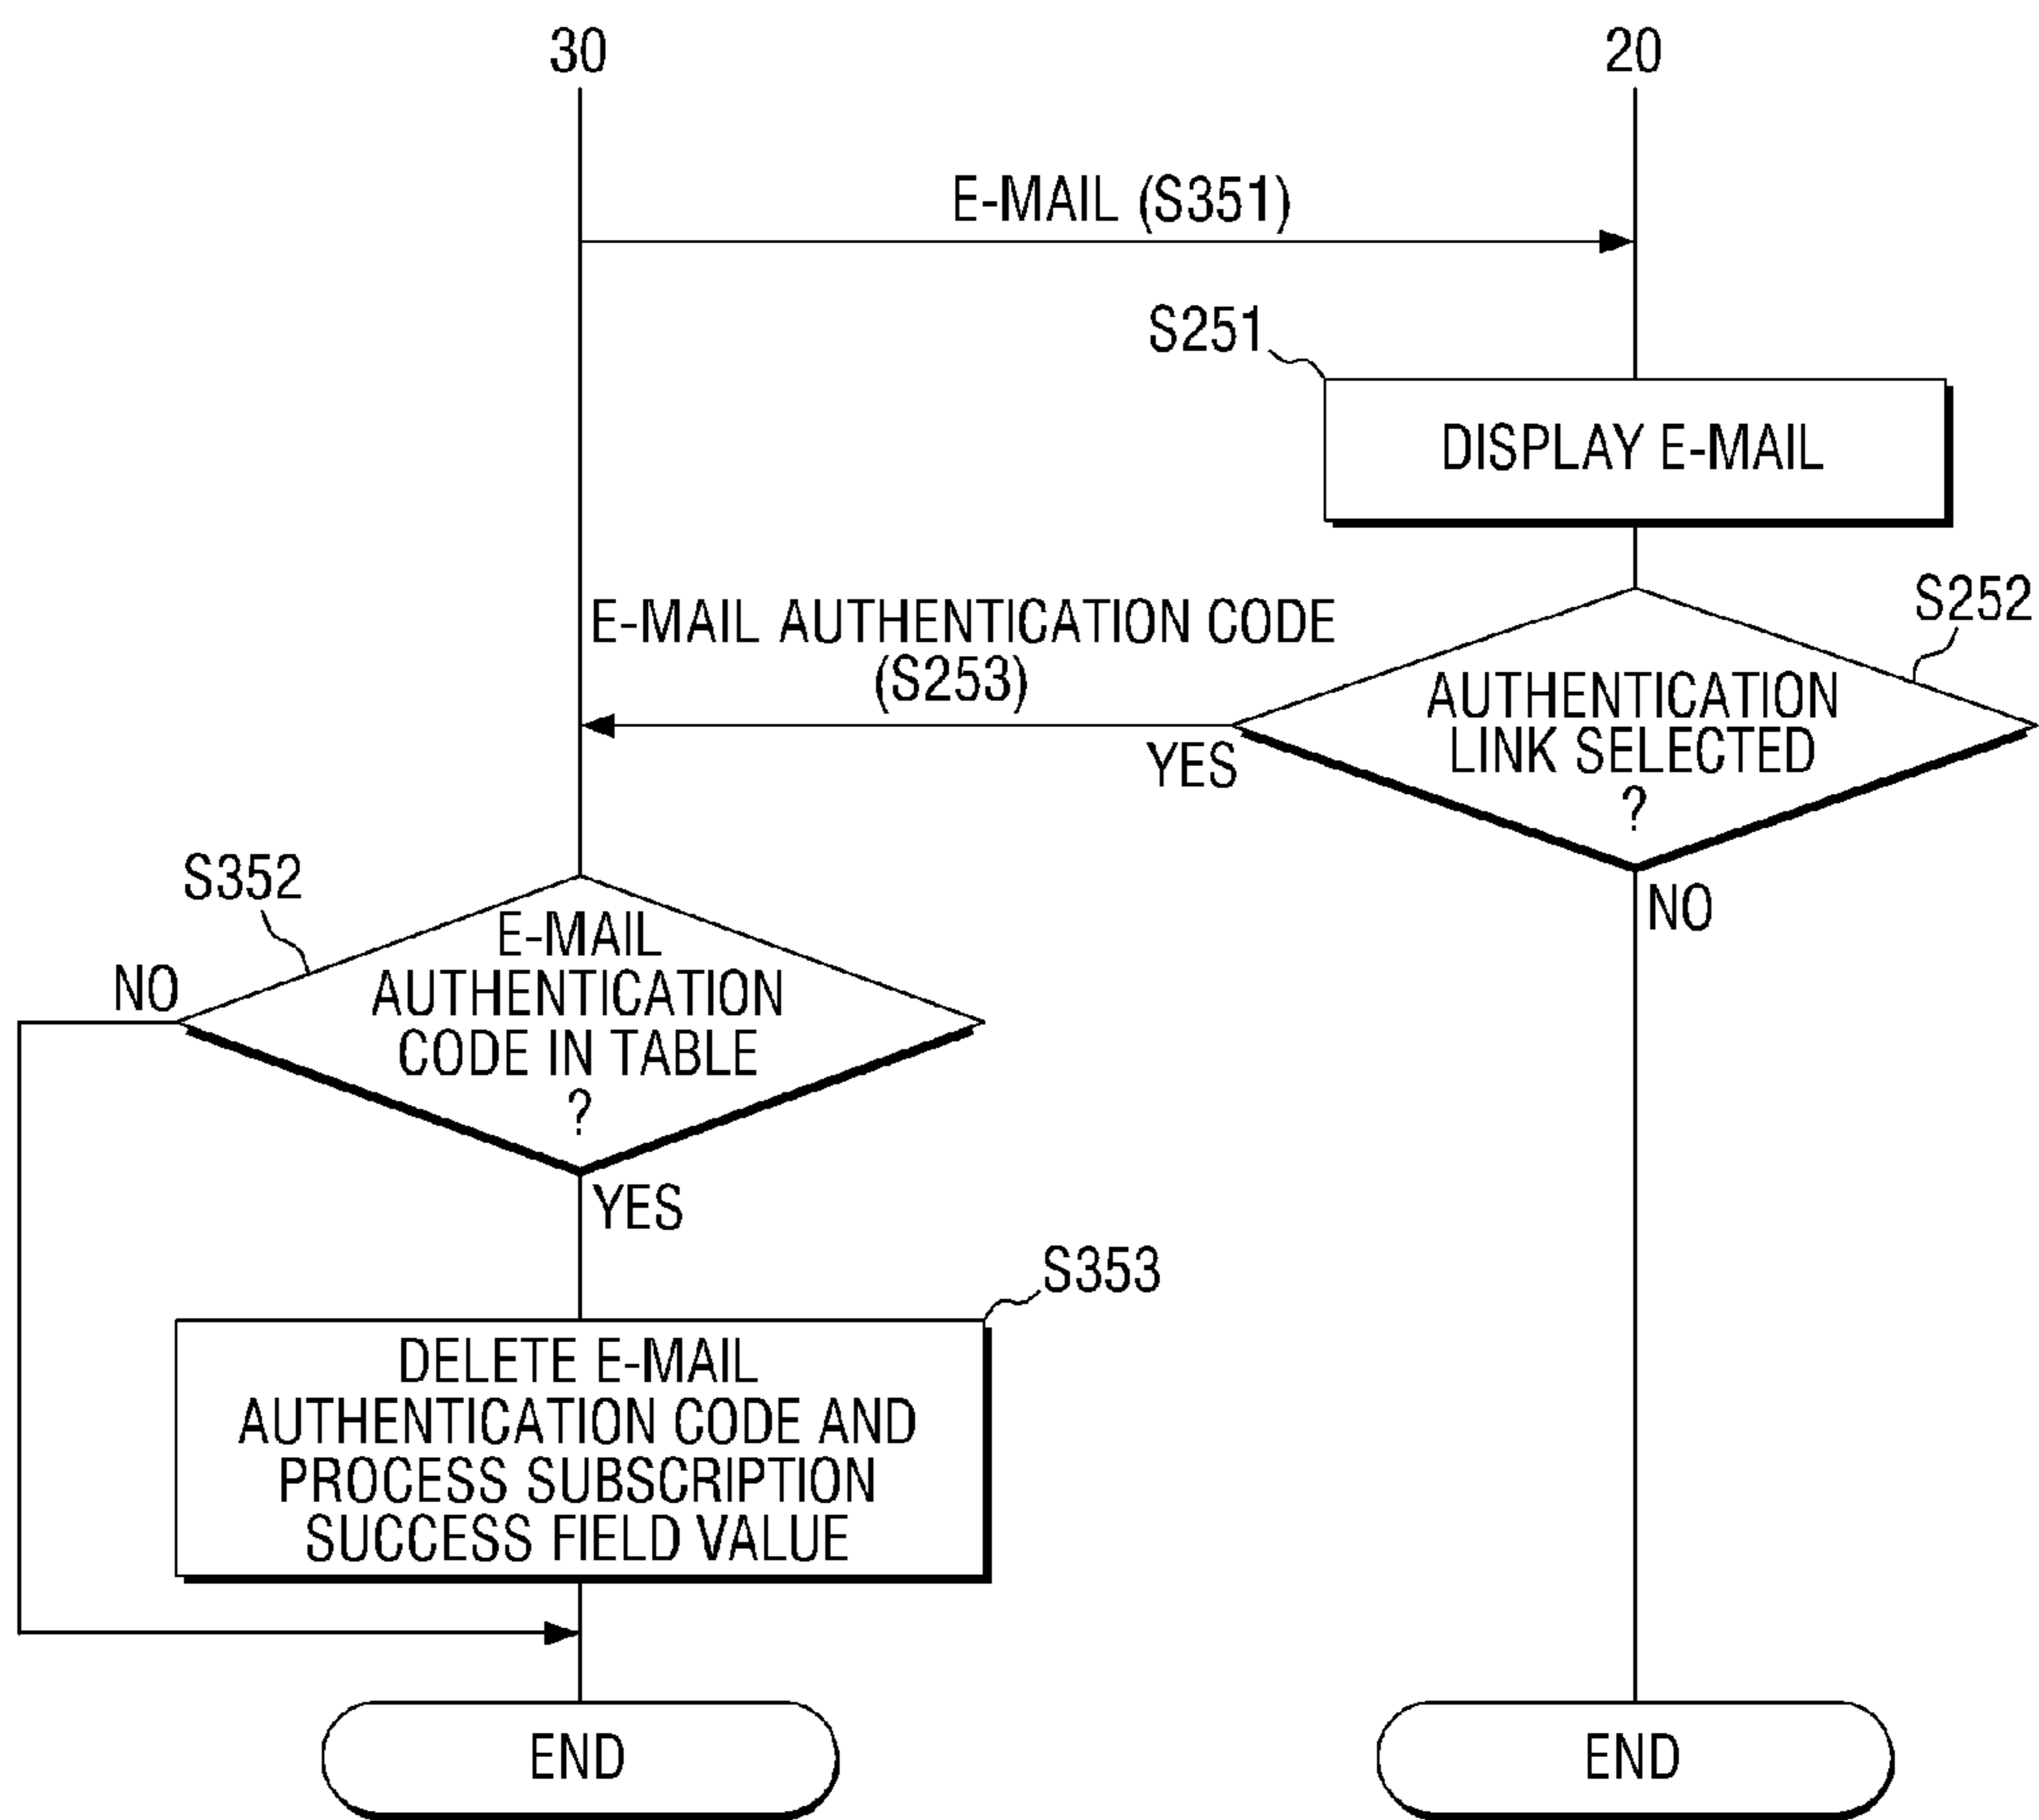 30
20
E-MAIL (S351)
S251
DISPLAY E-MAIL
S252
E-MAIL AUTHENTICATION CODE
(S253)
AUTHENTICATION
LINK SELECTED
?
YES
NO
S352
E-MAIL
AUTHENTICATION
CODE IN TABLE
?
NO
YES
S353
DELETE E-MAIL
AUTHENTICATION CODE AND
PROCESS SUBSCRIPTION
SUCCESS FIELD VALUE
END
END